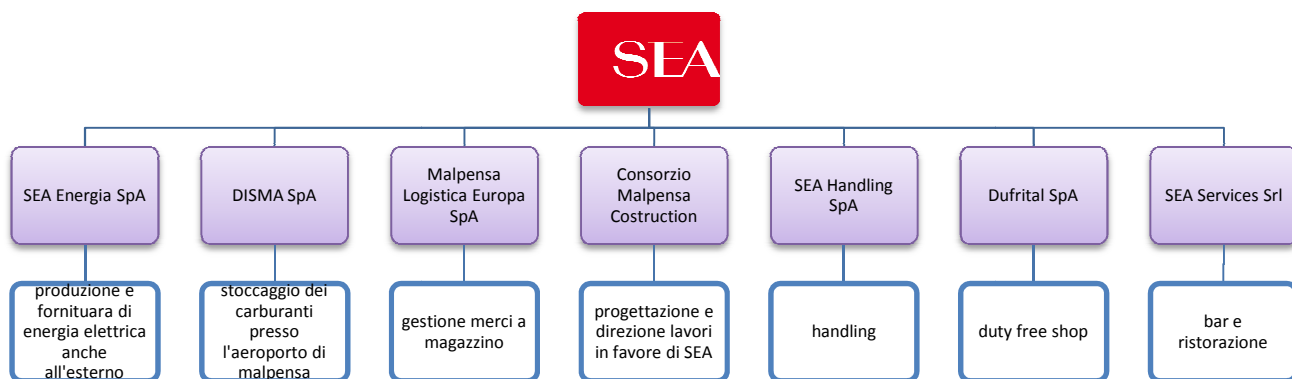 SEA
SEA Energia SpA
DISMA SpA
Malpensa
Logistica Europa
SpA
Consorzio
Malpensa
Costruction
SEA Handling
SpA
Dufrital SpA
SEA Services Srl
produzione e
fornituara di
energia elettrica
anche
all'esterno
stoccaggio dei
carburanti
presso
l'aeroporto di
malpensa
gestione merci a
magazzino
progettazione e
direzione lavori
in favore di SEA
handling
duty free shop
bar e
ristorazione